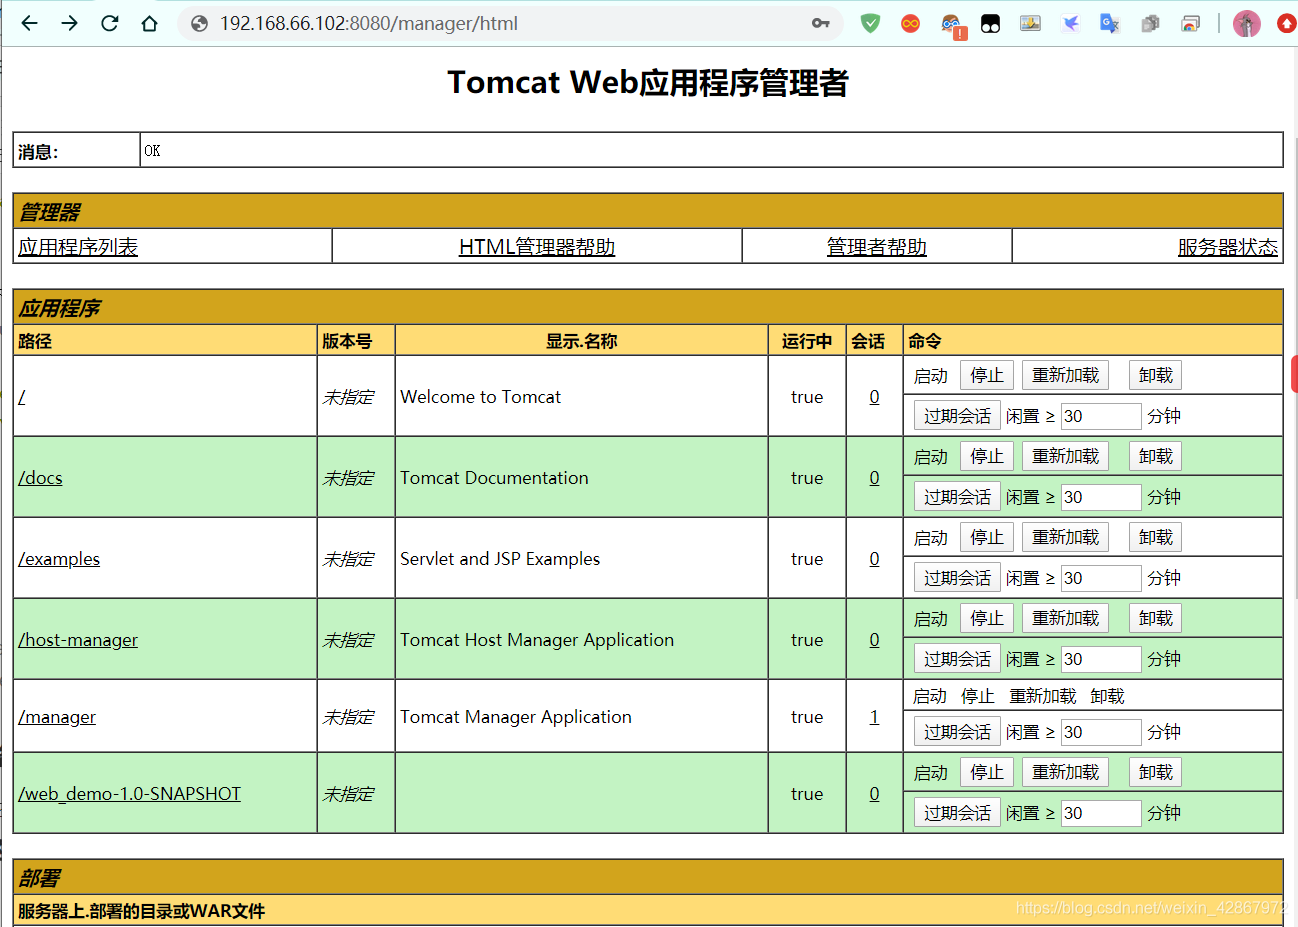 192.168.66.102:8080/manager/html
Tomcat Web应用程序管理者
消息: OK
管理器
应用程序列表 HTML管理器帮助 管理者帮助 服务器状态
应用程序
路径 版本号 显示.名称 运行中 会话 命令
/ 未指定 Welcome to Tomcat true 0 启动 停止 重新加载 卸载
过期会话 闲置 ≥ 30 分钟
/docs 未指定 Tomcat Documentation true 0 启动 停止 重新加载 卸载
过期会话 闲置 ≥ 30 分钟
/examples 未指定 Servlet and JSP Examples true 0 启动 停止 重新加载 卸载
过期会话 闲置 ≥ 30 分钟
/host-manager 未指定 Tomcat Host Manager Application true 0 启动 停止 重新加载 卸载
过期会话 闲置 ≥ 30 分钟
/manager 未指定 Tomcat Manager Application true 1 启动 停止 重新加载 卸载
过期会话 闲置 ≥ 30 分钟
/web_demo-1.0-SNAPSHOT 未指定 true 0 启动 停止 重新加载 卸载
过期会话 闲置 ≥ 30 分钟
部署
服务器上.部署的目录或WAR文件
https://blog.csdn.net/weixin_42867972